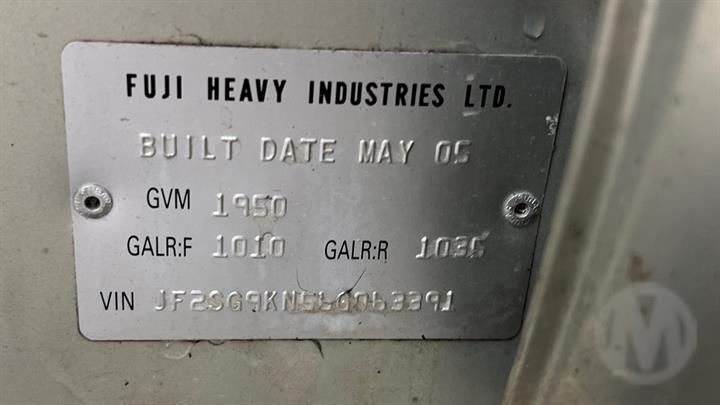 FUJI HEAVY INDUSTRIES LTD.
BUILT DATE MAY 05
GVM 1950
GALR:F 1010 GALR:R 1035
VIN